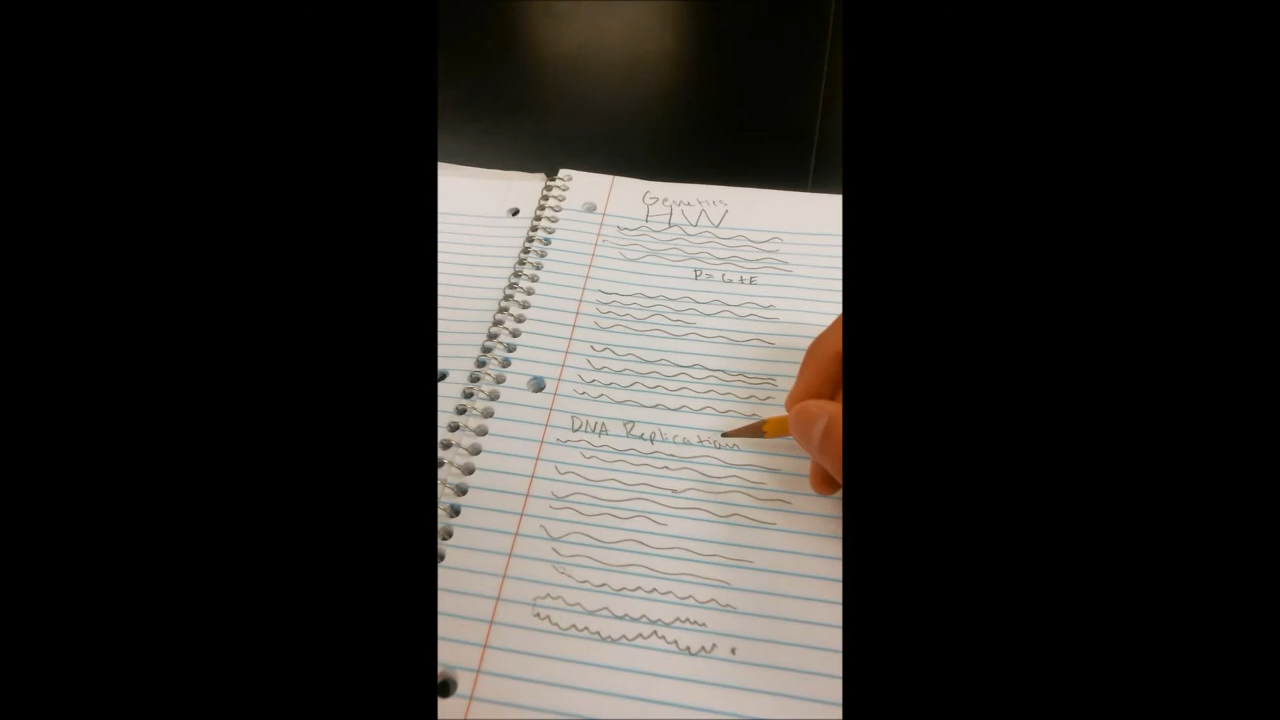 Genetics
HW
P = G + E
DNA Replication